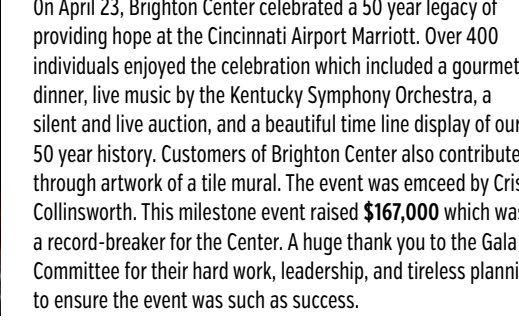 On April 23, Brighton Center celebrated a 50 year legacy of
providing hope at the Cincinnati Airport Marriott. Over 400
individuals enjoyed the celebration which included a gourmet
dinner, live music by the Kentucky Symphony Orchestra, a
silent and live auction, and a beautiful time line display of our
50 year history. Customers of Brighton Center also contribute
through artwork of a tile mural. The event was emceed by Cris
Collinsworth. This milestone event raised $167,000 which was
a record-breaker for the Center. A huge thank you to the Gala
Committee for their hard work, leadership, and tireless planni
to ensure the event was such as success.